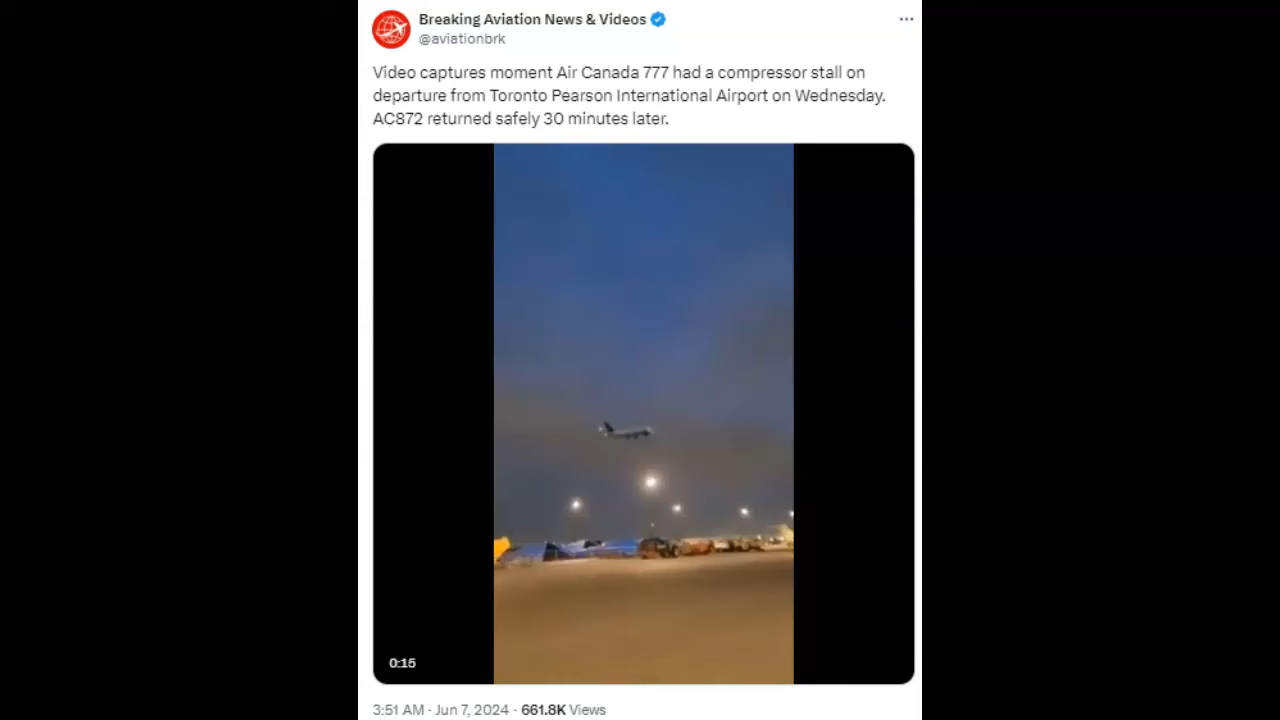 Breaking Aviation News & Videos
@aviationbrk
Video captures moment Air Canada 777 had a compressor stall on
departure from Toronto Pearson International Airport on Wednesday.
AC872 returned safely 30 minutes later.
0:15
3:51 AM · Jun 7, 2024 · 661.8K Views